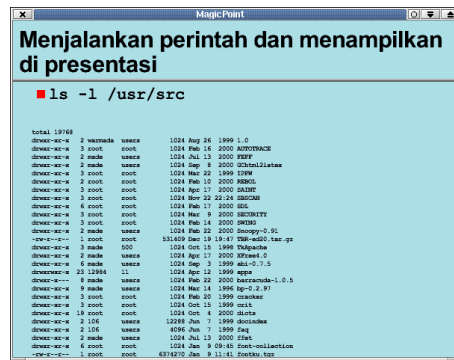 MagicPoint
Menjalankan perintah dan menampilkan
di presentasi
ls -l /usr/src
total 19768
drwxr-xr-x 2 warmada users 1024 Aug 26 1999 1.0
drwxr-xr-x 3 root root 1024 Feb 16 2000 AUTOTRACE
drwxr-xr-x 2 made users 1024 Jul 13 2000 FEFF
drwxr-xr-x 2 made users 1024 Sep 8 2000 GChtml2latex
drwxr-xr-x 3 root root 1024 Mar 22 1999 IPFW
drwxr-xr-x 2 root root 1024 Feb 10 2000 REBOL
drwxr-xr-x 3 root root 1024 Apr 17 2000 SAINT
drwxr-xr-x 3 root root 1024 Nov 22 22:24 SBSCAN
drwxr-xr-x 6 root root 1024 Feb 17 2000 SDL
drwxr-xr-x 3 root root 1024 Mar 9 2000 SECURITY
drwxr-xr-x 3 root root 1024 Feb 14 2000 SWING
drwxr-xr-x 2 made users 1024 Feb 22 2000 Snoopy-0.91
-rw-r--r-- 1 root root 531409 Dec 19 19:47 TBR-ed20.tar.gz
drwxr-xr-x 3 made 500 1024 Oct 15 1998 TkApache
drwxr-xr-x 2 made users 1024 Apr 17 2000 XFree4.0
drwxr-xr-x 6 made users 1024 Sep 3 1999 abi-0.7.5
drwxrwxr-x 23 12984 11 1024 Apr 12 1999 apps
drwxr-x--- 8 made users 1024 Feb 22 2000 barracuda-1.0.5
drwxr-xr-x 9 made users 1024 Mar 14 1996 bp-0.2.97
drwxr-xr-x 3 root root 1024 Feb 20 1999 cracker
drwxr-xr-x 3 root root 1024 Oct 15 1999 crit
drwxr-xr-x 19 root root 1024 Oct 4 2000 dicts
drwxr-xr-x 2 106 users 12288 Jun 7 1999 docindex
drwxr-xr-x 2 106 users 4096 Jun 7 1999 faq
drwxr-xr-x 2 made users 1024 Jul 13 2000 ffet
drwxr-xr-x 6 root root 1024 Jan 9 09:45 font-collection
-rw-r--r-- 1 root root 6374270 Jan 9 11:41 fontku.tgz